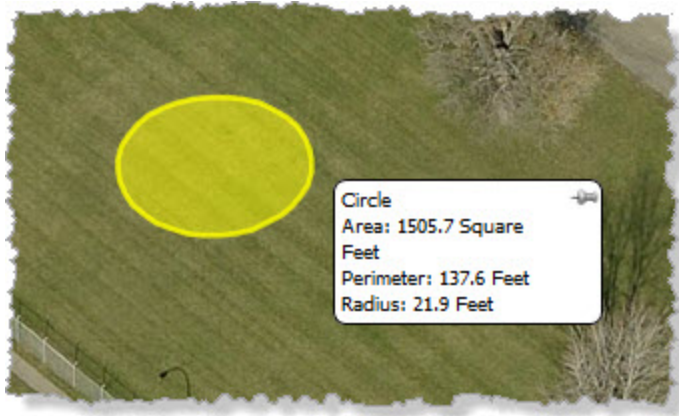 Circle
Area: 1505.7 Square
Feet
Perimeter: 137.6 Feet
Radius: 21.9 Feet